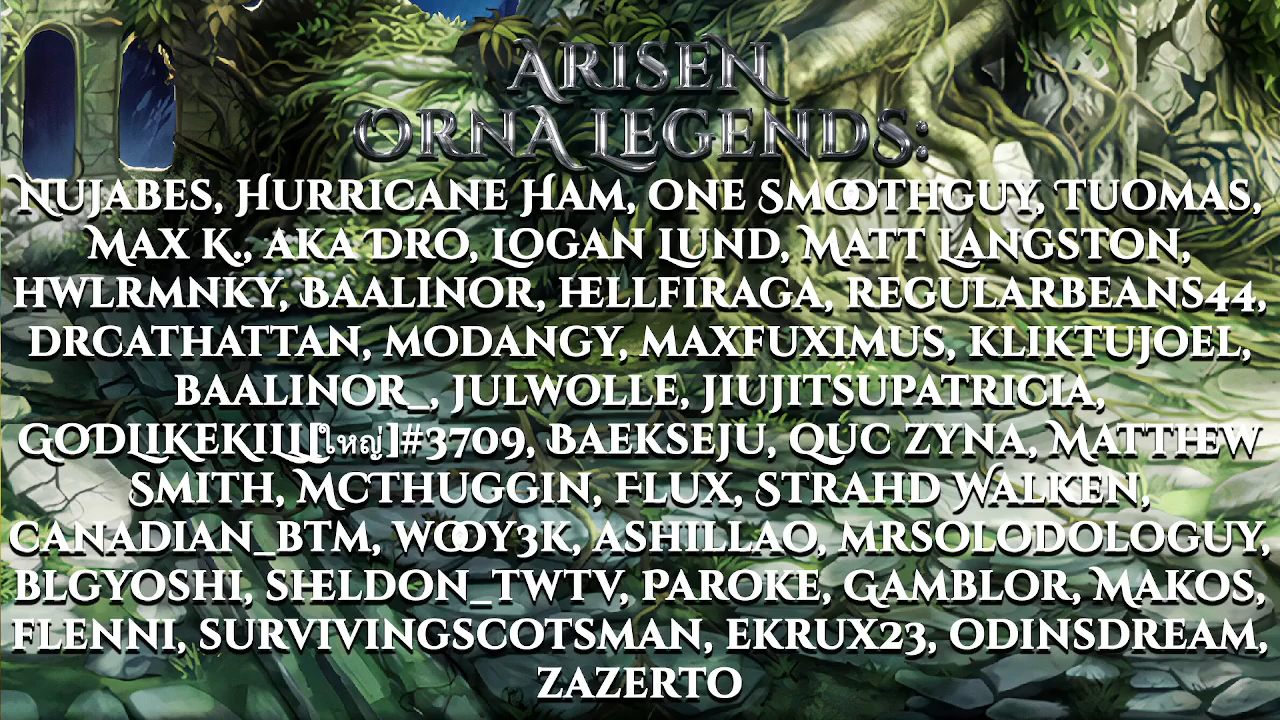 Arisen
Orna Legends:
Nujabes, Hurricane Ham, one Smoothguy, Tuomas,
Max K., aka Dro, Logan Lund, Matt Langston,
hwlrmnky, Baalinor, hellfiraga, regularbeans44,
drcathattan, modangy, maxfuximus, kliktujoel,
baalinor_, julwolle, jiujitsupatricia,
GODLIKEKILL[ใหญ่]#3709, Baekseju, quc zyna, Matthew
Smith, McThuggin, Flux, Strahd Walken,
canadian_btm, wooy3k, ashillao, mrsolodologuy,
blgyoshi, sheldon_twtv, Paroke, Gamblor, Makos,
flenni, survivingscotsman, ekrux23, odinsdream,
zazerto